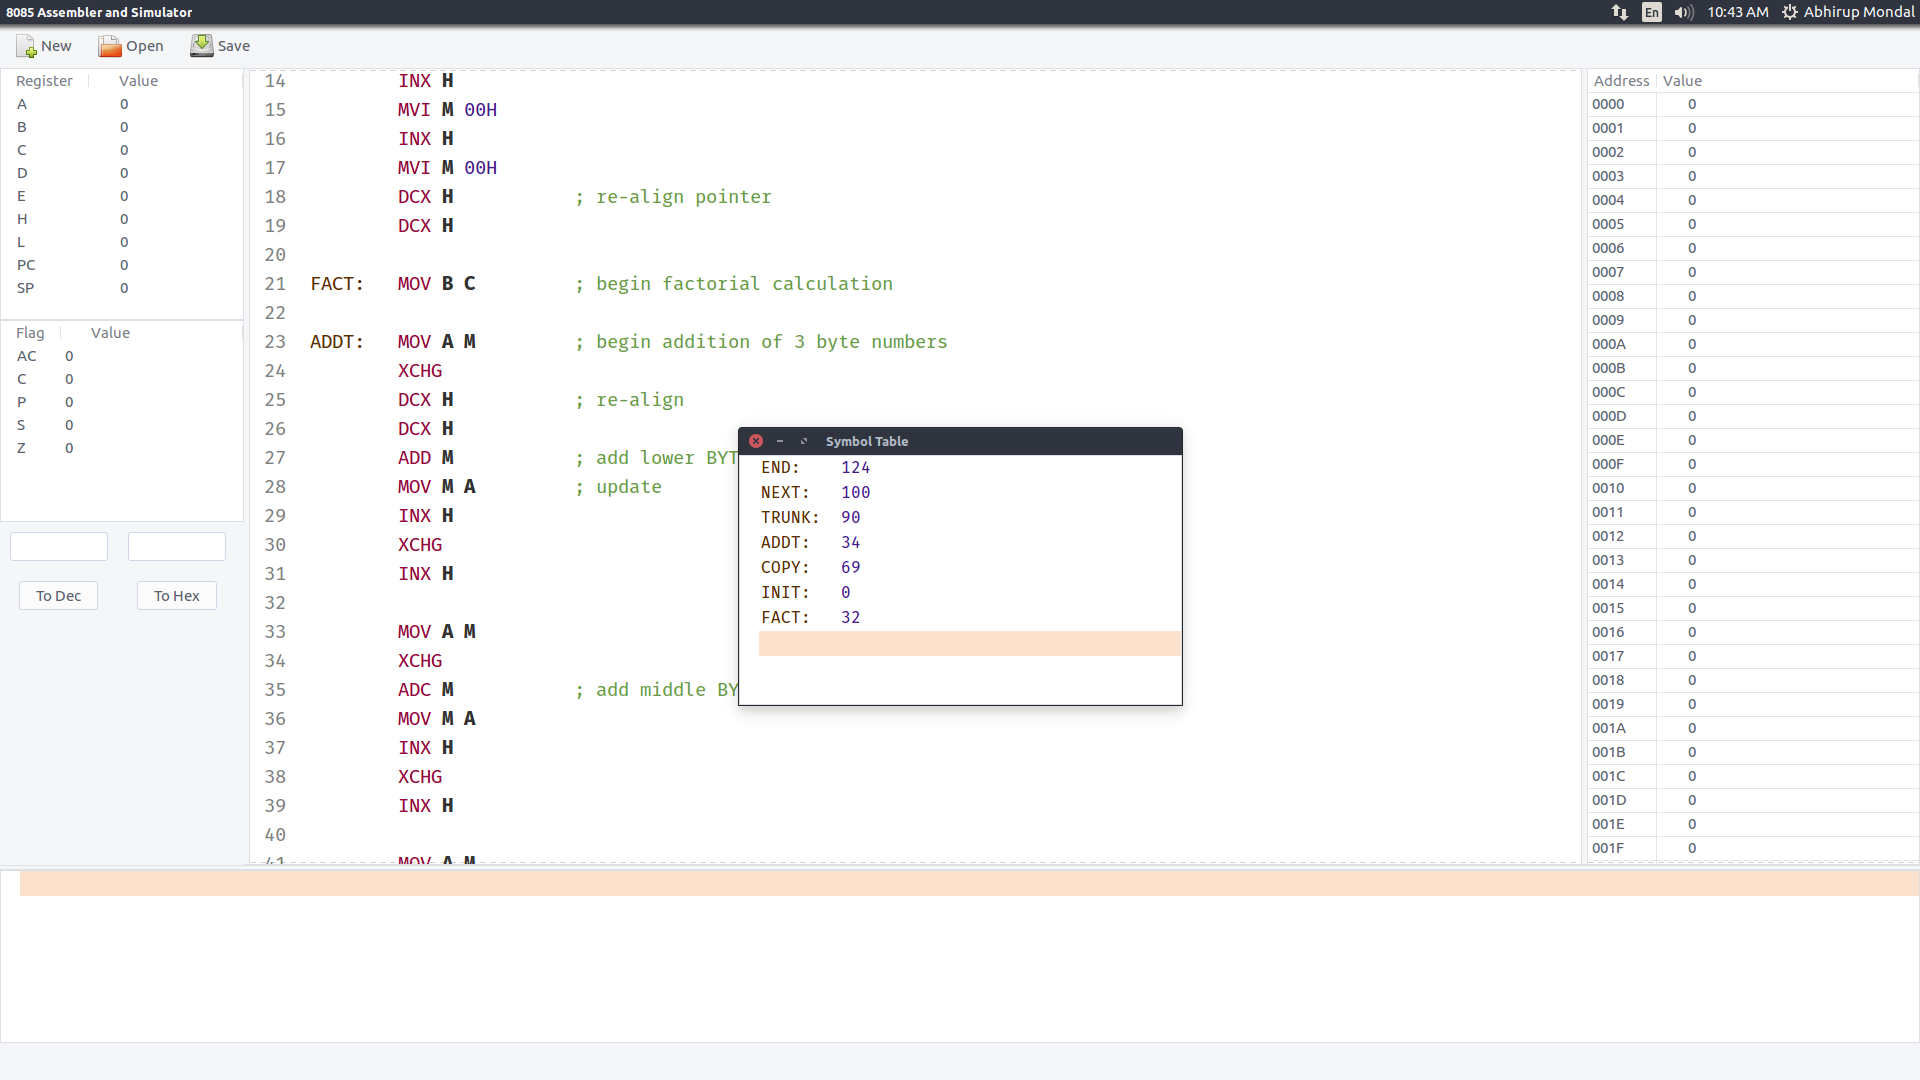 8085 Assembler and Simulator
En 10:43 AM Abhirup Mondal
New Open Save
Register Value
A 0
B 0
C 0
D 0
E 0
H 0
L 0
PC 0
SP 0
Flag Value
AC 0
C 0
P 0
S 0
Z 0
To Dec To Hex
14 INX H
15 MVI M 00H
16 INX H
17 MVI M 00H
18 DCX H ; re-align pointer
19 DCX H
20
21 FACT: MOV B C ; begin factorial calculation
22
23 ADDT: MOV A M ; begin addition of 3 byte numbers
24 XCHG
25 DCX H ; re-align
26 DCX H
27 ADD M ; add lower BYT
28 MOV M A ; update
29 INX H
30 XCHG
31 INX H
32
33 MOV A M
34 XCHG
35 ADC M ; add middle BY
36 MOV M A
37 INX H
38 XCHG
39 INX H
40
41 MOV A M
Symbol Table
END: 124
NEXT: 100
TRUNK: 90
ADDT: 34
COPY: 69
INIT: 0
FACT: 32
Address Value
0000 0
0001 0
0002 0
0003 0
0004 0
0005 0
0006 0
0007 0
0008 0
0009 0
000A 0
000B 0
000C 0
000D 0
000E 0
000F 0
0010 0
0011 0
0012 0
0013 0
0014 0
0015 0
0016 0
0017 0
0018 0
0019 0
001A 0
001B 0
001C 0
001D 0
001E 0
001F 0